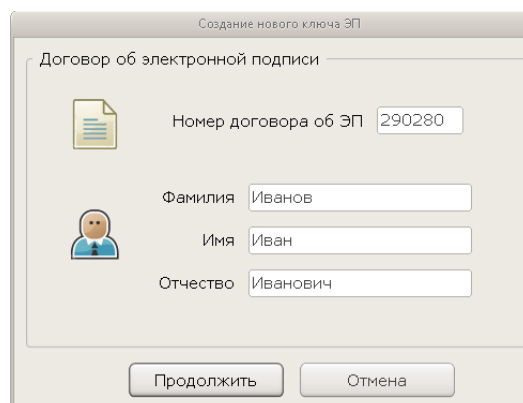 Создание нового ключа ЭП
Договор об электронной подписи
Номер договора об ЭП 290280
Фамилия Иванов
Имя Иван
Отчество Иванович
Продолжить Отмена